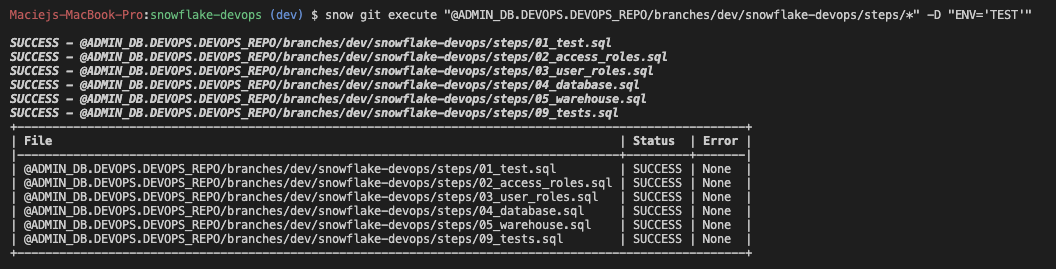 Maciejs-MacBook-Pro:snowflake-devops (dev) $ snow git execute "@ADMIN_DB.DEVOPS.DEVOPS_REPO/branches/dev/snowflake-devops/steps/*" -D "ENV='TEST'"
SUCCESS - @ADMIN_DB.DEVOPS.DEVOPS_REPO/branches/dev/snowflake-devops/steps/01_test.sql
SUCCESS - @ADMIN_DB.DEVOPS.DEVOPS_REPO/branches/dev/snowflake-devops/steps/02_access_roles.sql
SUCCESS - @ADMIN_DB.DEVOPS.DEVOPS_REPO/branches/dev/snowflake-devops/steps/03_user_roles.sql
SUCCESS - @ADMIN_DB.DEVOPS.DEVOPS_REPO/branches/dev/snowflake-devops/steps/04_database.sql
SUCCESS - @ADMIN_DB.DEVOPS.DEVOPS_REPO/branches/dev/snowflake-devops/steps/05_warehouse.sql
SUCCESS - @ADMIN_DB.DEVOPS.DEVOPS_REPO/branches/dev/snowflake-devops/steps/09_tests.sql
| File | Status | Error |
| @ADMIN_DB.DEVOPS.DEVOPS_REPO/branches/dev/snowflake-devops/steps/01_test.sql | SUCCESS | None |
| @ADMIN_DB.DEVOPS.DEVOPS_REPO/branches/dev/snowflake-devops/steps/02_access_roles.sql | SUCCESS | None |
| @ADMIN_DB.DEVOPS.DEVOPS_REPO/branches/dev/snowflake-devops/steps/03_user_roles.sql | SUCCESS | None |
| @ADMIN_DB.DEVOPS.DEVOPS_REPO/branches/dev/snowflake-devops/steps/04_database.sql | SUCCESS | None |
| @ADMIN_DB.DEVOPS.DEVOPS_REPO/branches/dev/snowflake-devops/steps/05_warehouse.sql | SUCCESS | None |
| @ADMIN_DB.DEVOPS.DEVOPS_REPO/branches/dev/snowflake-devops/steps/09_tests.sql | SUCCESS | None |